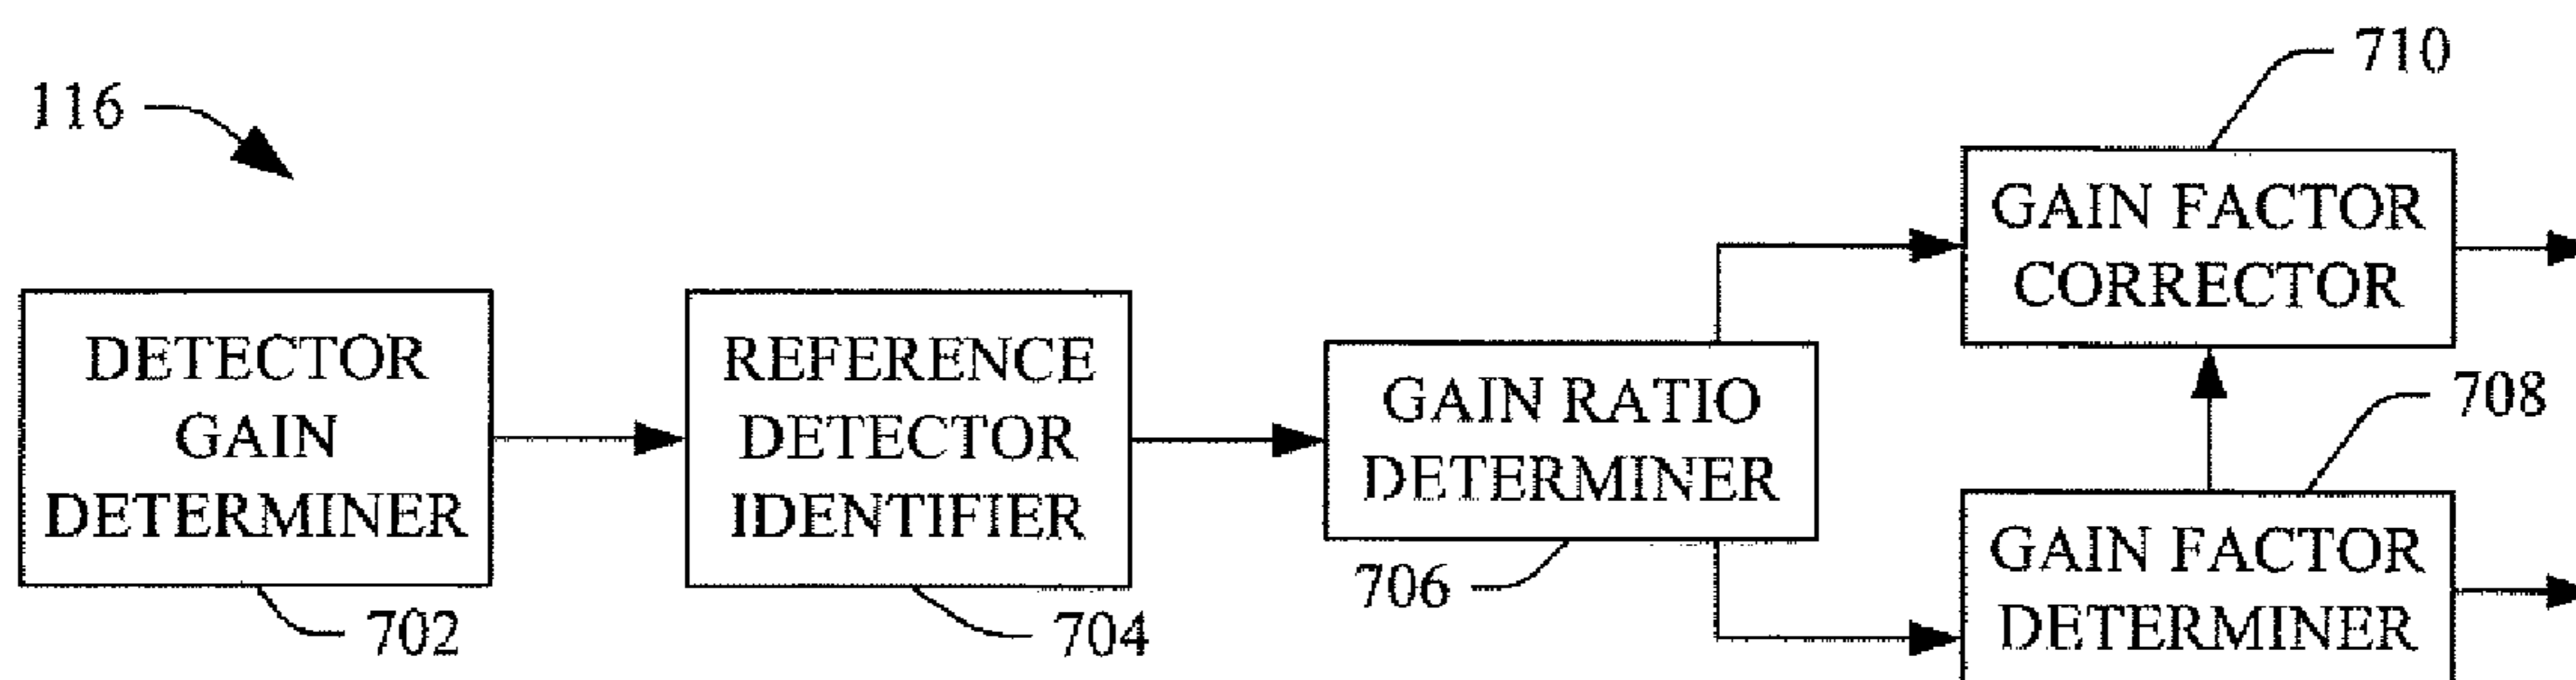 710
116
GAIN FACTOR
CORRECTOR
DETECTOR
GAIN
DETERMINER
REFERENCE
DETECTOR
IDENTIFIER
GAIN RATIO
DETERMINER
708
706
GAIN FACTOR
DETERMINER
702
704